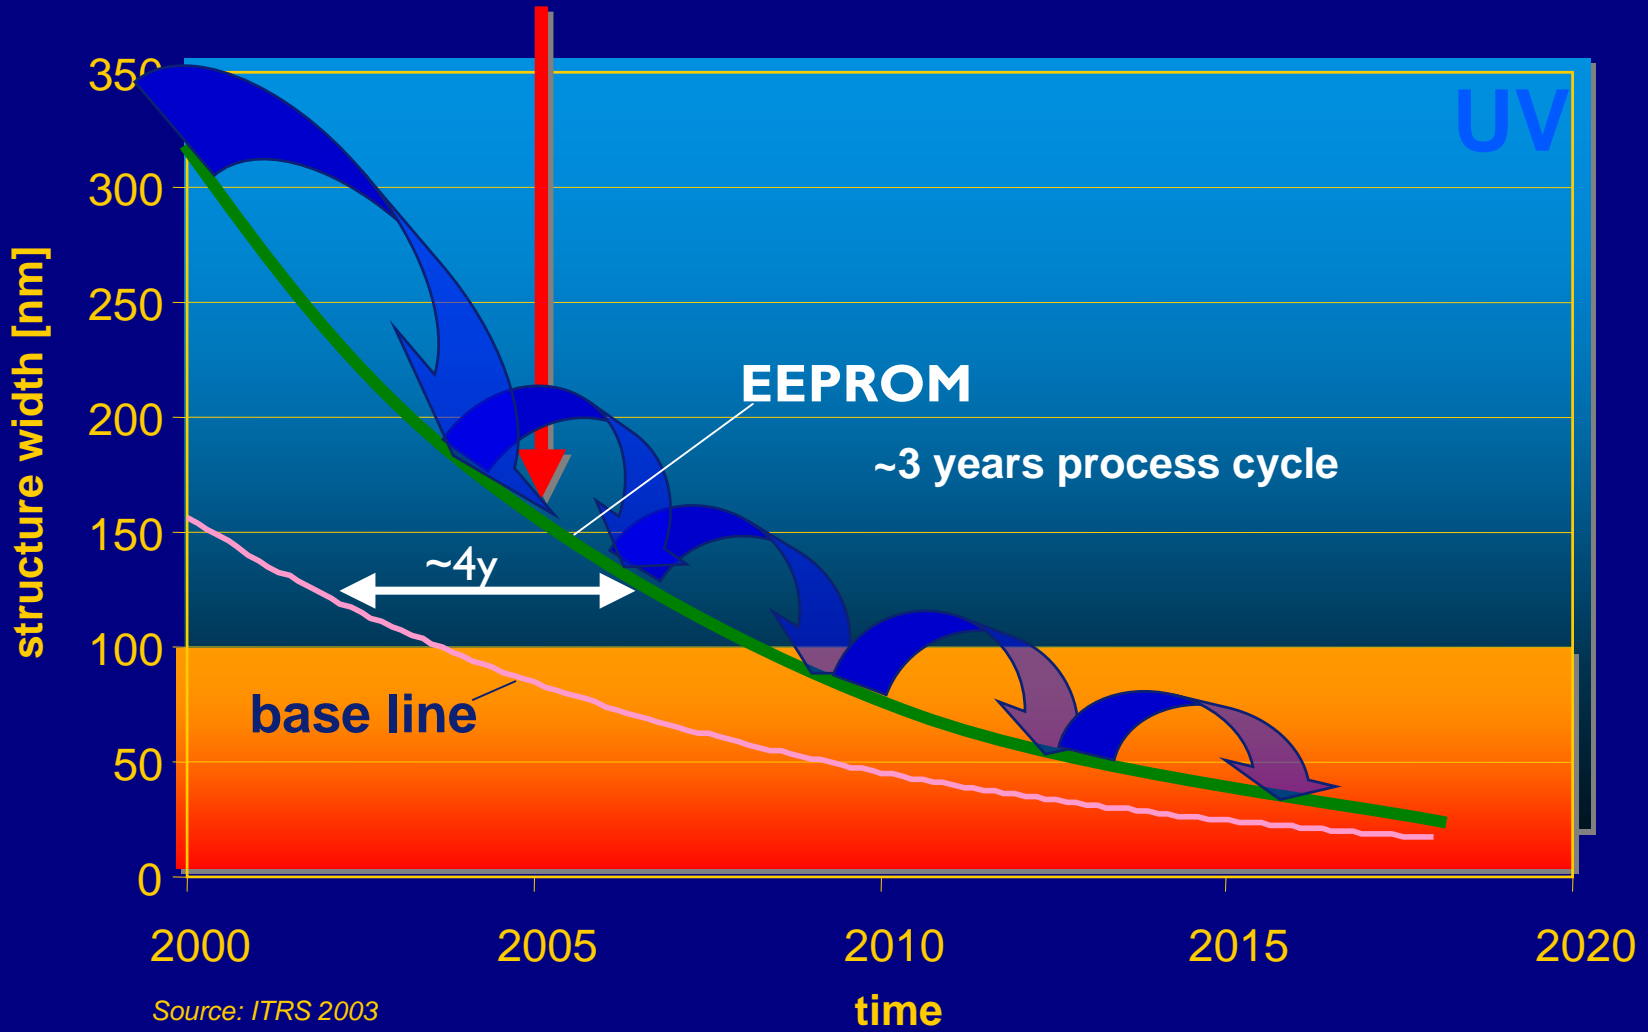 350
UV
300
250
EEPROM
200
~3 years process cycle
150
~4y
100
base line
50
0
structure width [nm]
2000
2005
2010
2015
2020
Source: ITRS 2003
time